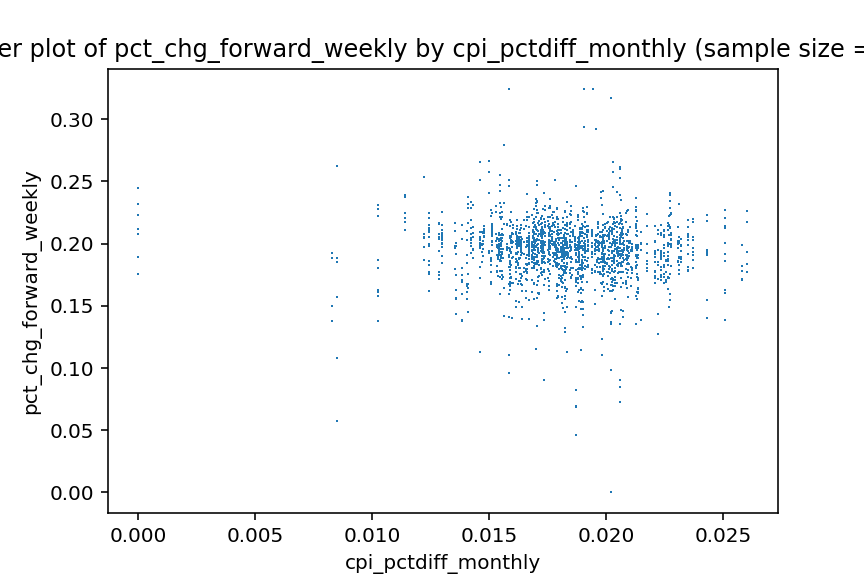 er plot of pct_chg_forward_weekly by cpi_pctdiff_monthly (sample size =
0.30
0.25
0.20
0.15
0.10
0.05
0.00
pct_chg_forward_weekly
0.000 0.005 0.010 0.015 0.020 0.025
cpi_pctdiff_monthly